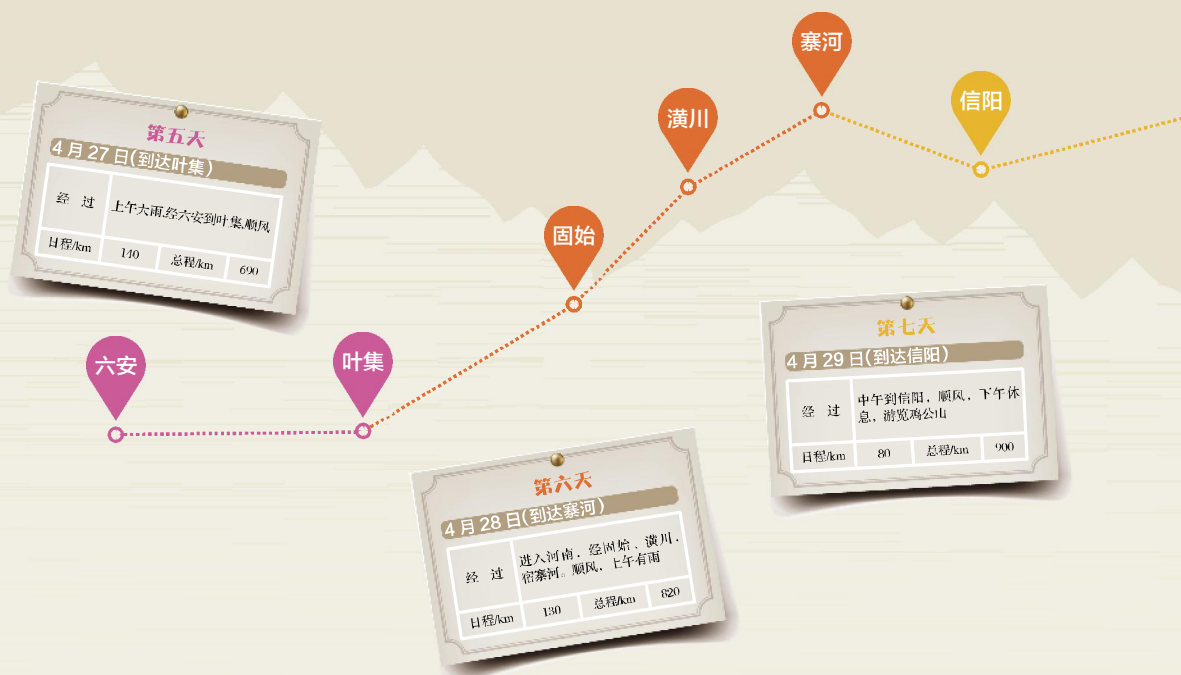 寨河
信阳
潢川
固始
六安
叶集
第五天
4月27日(到达叶集)
经 过 上午大雨,经六安到叶集,顺风
日程/km 140 总程/km 690
第六天
4月28日(到达寨河)
经 过
进入河南，经固始、潢川，
宿寨河。顺风，上午有雨
日程/km 130 总程/km 820
第七天
4月29日(到达信阳)
经 过
中午到信阳，顺风，下午休
息，游览鸡公山
日程/km 80 总程/km 900